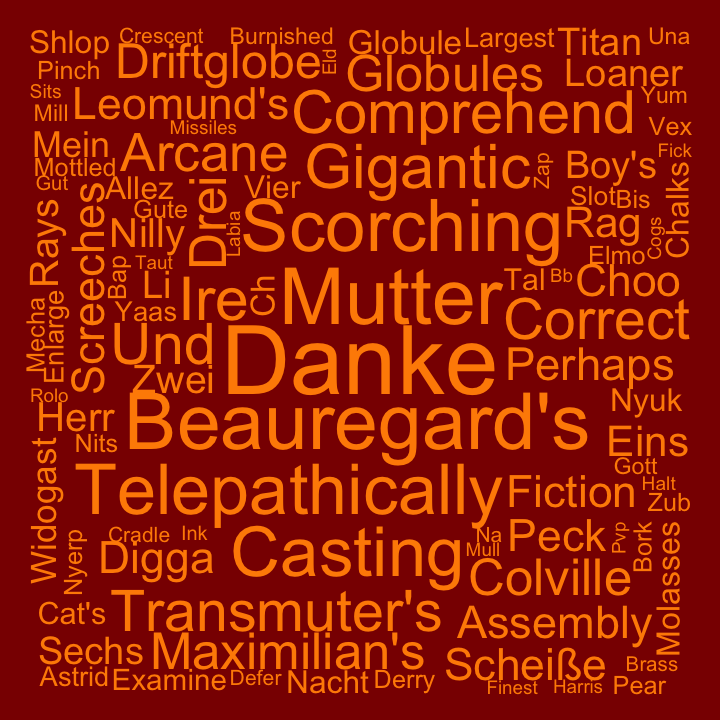 Shlop
Crescent
Burnished
Globule
Largest
Titan
Una
Pinch
Driftglobe
Eld
Globules
Loaner
Sits
Mill
Leomund's
Comprehend
Yum
Missiles
Vex
Mein
Arcane
Gigantic
Zap
Boy's
Fick
Mottled
Gut
Allez
Vier
Slot
Bis
Chalks
Rays
Screeches
Gute
Drei
Labia
Scorching
Rag
Nilly
Elmo
Cogs
Bap
Taut
Li
Ire
Ch
Mutter
Tal
Bb
Choo
Mecha
Enlarge
Yaas
Und
Danke
Correct
Zwei
Perhaps
Rolo
Herr
Beauregard's
Nyuk
Nits
Eins
Widogast
Telepathically
Fiction
Gott
Halt
Zub
Nyerp
Cradle
Ink
Digga
Casting
Na
Mull
Peck
Pvp
Bork
Molasses
Colville
Cat's
Transmuter's
Assembly
Sechs
Maximilian's
Scheiße
Brass
Astrid
Examine
Defer
Nacht
Derry
Finest
Harris
Pear